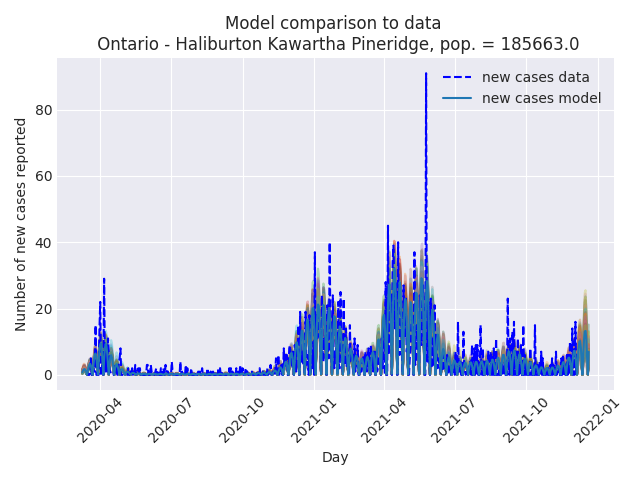 Model comparison to data
Ontario - Haliburton Kawartha Pineridge, pop. = 185663.0
new cases data
new cases model
Number of new cases reported
80
60
40
20
0
2020-04
2020-07
2020-10
2021-01
2021-04
2021-07
2021-10
2022-01
Day